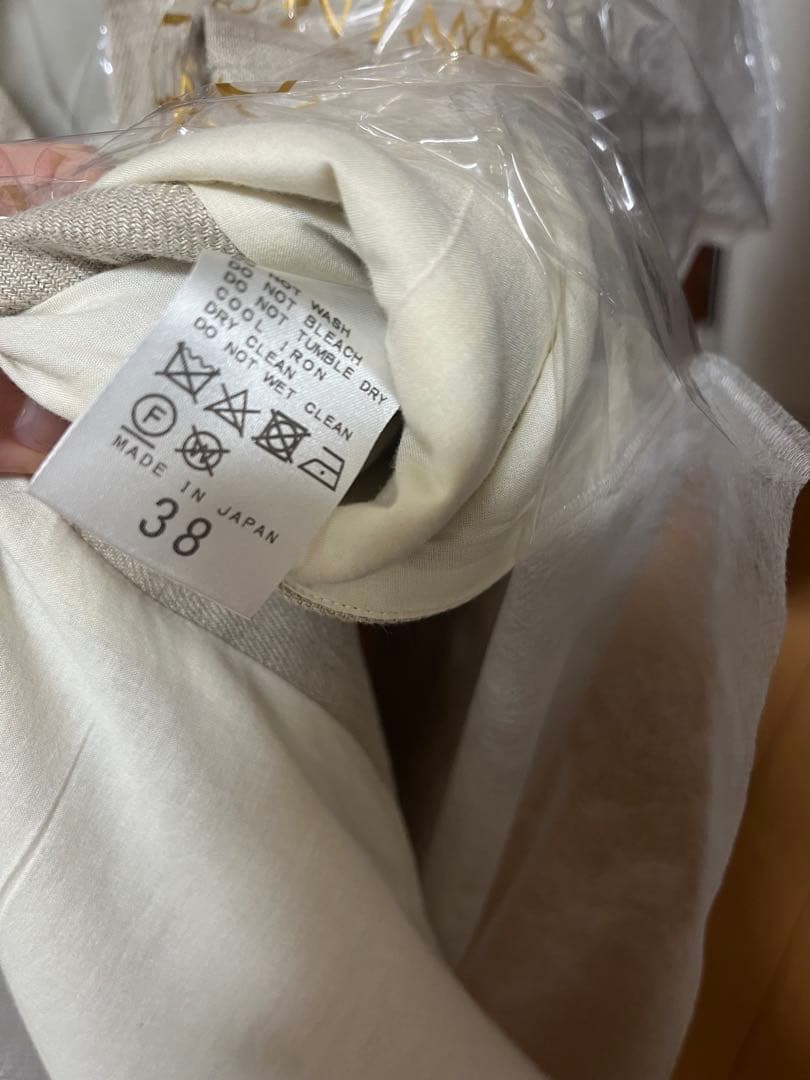 DO NOT WASH
DO NOT BLEACH
DO NOT TUMBLE DRY
COOL IRON
DRY CLEAN
DO NOT WET CLEAN
F W
MADE IN JAPAN
38